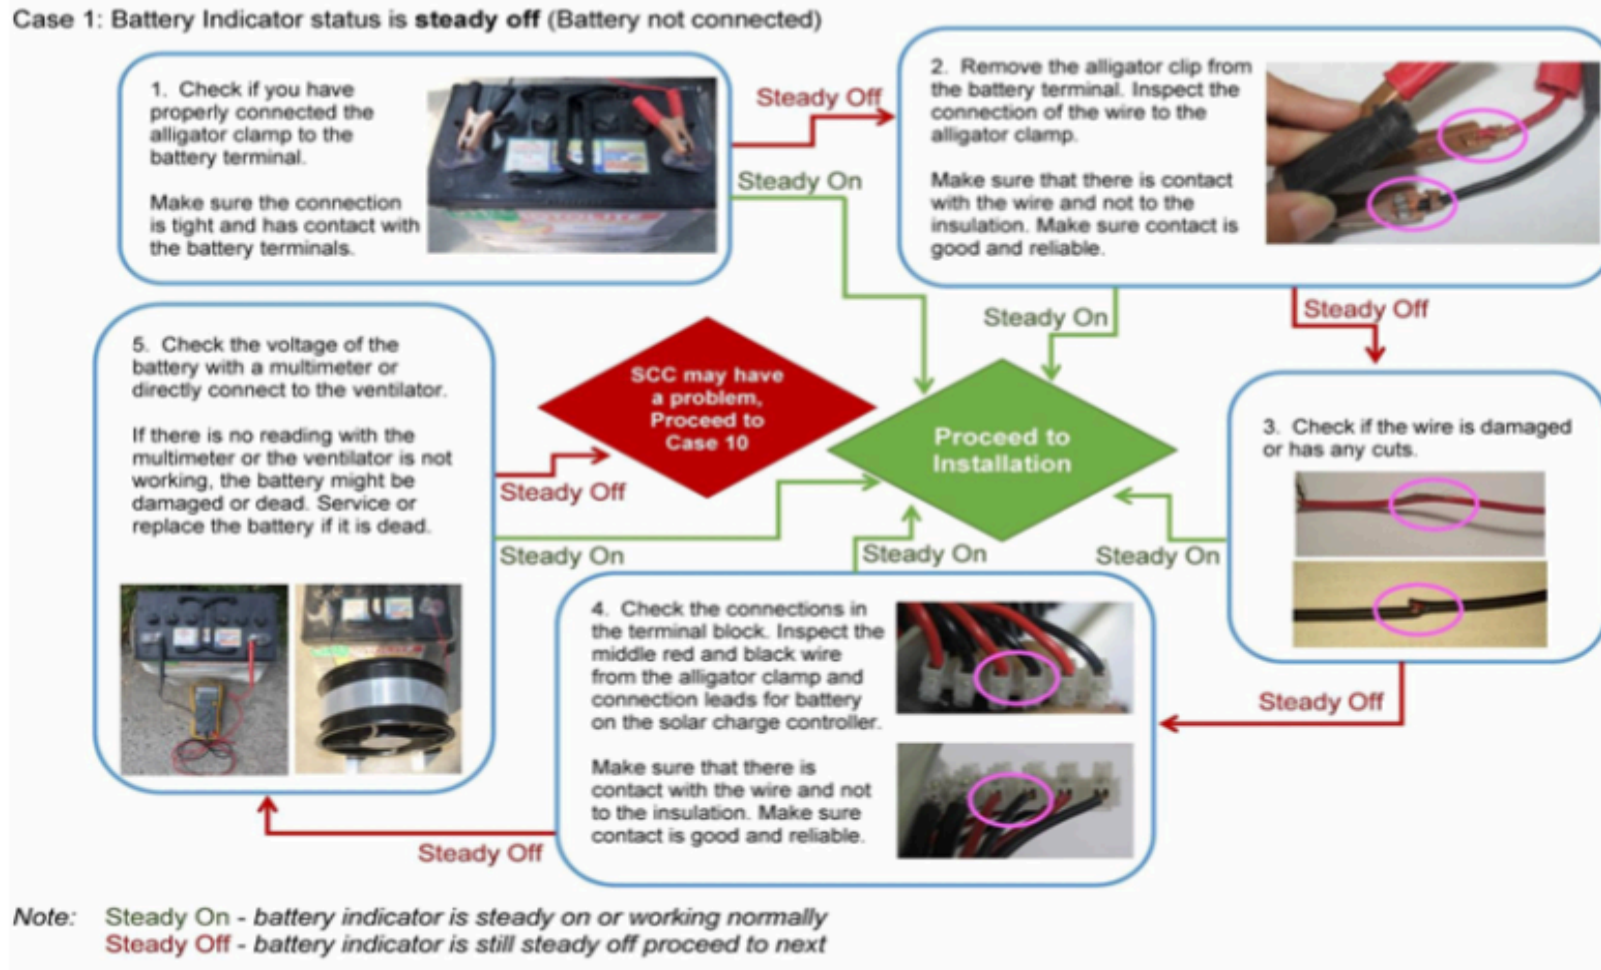 Case 1: Battery Indicator status is steady off (Battery not connected)
1. Check if you have
properly connected the
alligator clamp to the
battery terminal.
Make sure the connection
is tight and has contact with
the battery terminals.
Steady Off
Steady On
2. Remove the alligator clip from
the battery terminal. Inspect the
connection of the wire to the
alligator clamp.
Make sure that there is contact
with the wire and not to the
insulation. Make sure contact is
good and reliable.
Steady On
Steady Off
3. Check if the wire is damaged
or has any cuts.
Steady On
Steady Off
4. Check the connections in
the terminal block. Inspect the
middle red and black wire
from the alligator clamp and
connection leads for battery
on the solar charge controller.
Make sure that there is
contact with the wire and not
to the insulation. Make sure
contact is good and reliable.
Steady On
Steady Off
5. Check the voltage of the
battery with a multimeter or
directly connect to the ventilator.
If there is no reading with the
multimeter or the ventilator is not
working, the battery might be
damaged or dead. Service or
replace the battery if it is dead.
Steady Off
Steady On
SCC may have
a problem,
Proceed to
Case 10
Proceed to
Installation
Note: Steady On - battery indicator is steady on or working normally
Steady Off - battery indicator is still steady off proceed to next